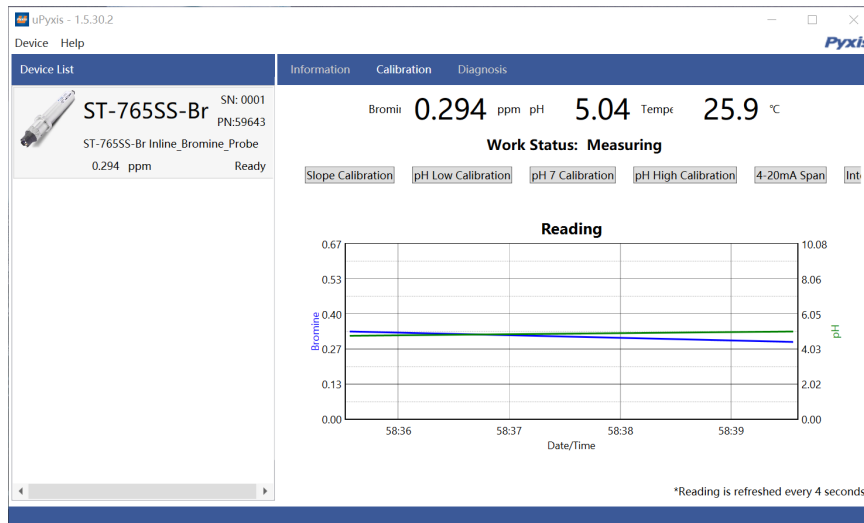 uPyxis - 1.5.30.2
Device Help
Pyxis
Device List
Information Calibration Diagnosis
ST-765SS-Br
SN: 0001
PN:59643
ST-765SS-Br Inline_Bromine_Probe
0.294 ppm Ready
Bromin 0.294 ppm pH 5.04 Tempe 25.9 ℃
Work Status: Measuring
Slope Calibration pH Low Calibration pH 7 Calibration pH High Calibration 4-20mA Span Inte
Reading
0.67 10.08
0.53 8.06
0.40 6.05
Bromine
pH
0.27 4.03
0.13 2.02
0.00 0.00
58:36 58:37 58:38 58:39
Date/Time
*Reading is refreshed every 4 seconds